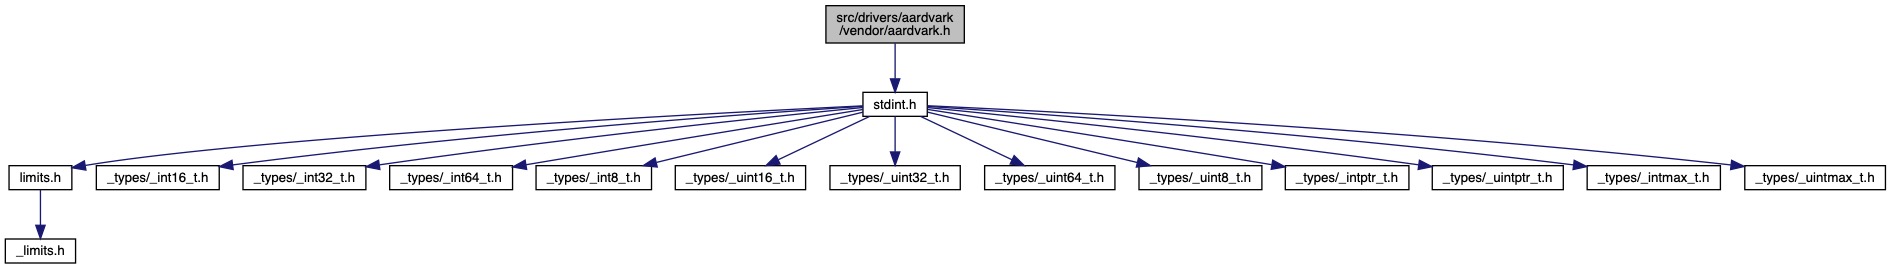 src/drivers/aardvark
/vendor/aardvark.h
stdint.h
limits.h
_types/_int16_t.h
_types/_int32_t.h
_types/_int64_t.h
_types/_int8_t.h
_types/_uint16_t.h
_types/_uint32_t.h
_types/_uint64_t.h
_types/_uint8_t.h
_types/_intptr_t.h
_types/_uintptr_t.h
_types/_intmax_t.h
_types/_uintmax_t.h
_limits.h